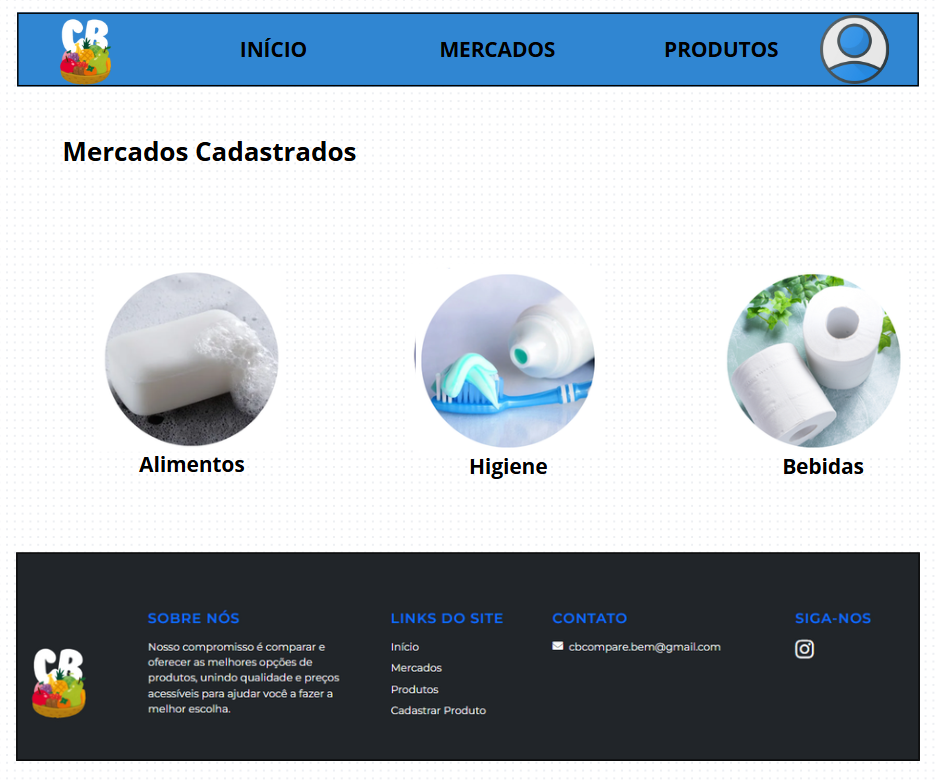 CB
INÍCIO
MERCADOS
PRODUTOS
Mercados Cadastrados
Alimentos
Higiene
Bebidas
CB
SOBRE NÓS
Nosso compromisso é comparar e
oferecer as melhores opções de
produtos, unindo qualidade e preços
acessíveis para ajudar você a fazer a
melhor escolha.
LINKS DO SITE
Início
Mercados
Produtos
Cadastrar Produto
CONTATO
cbcompare.bem@gmail.com
SIGA-NOS